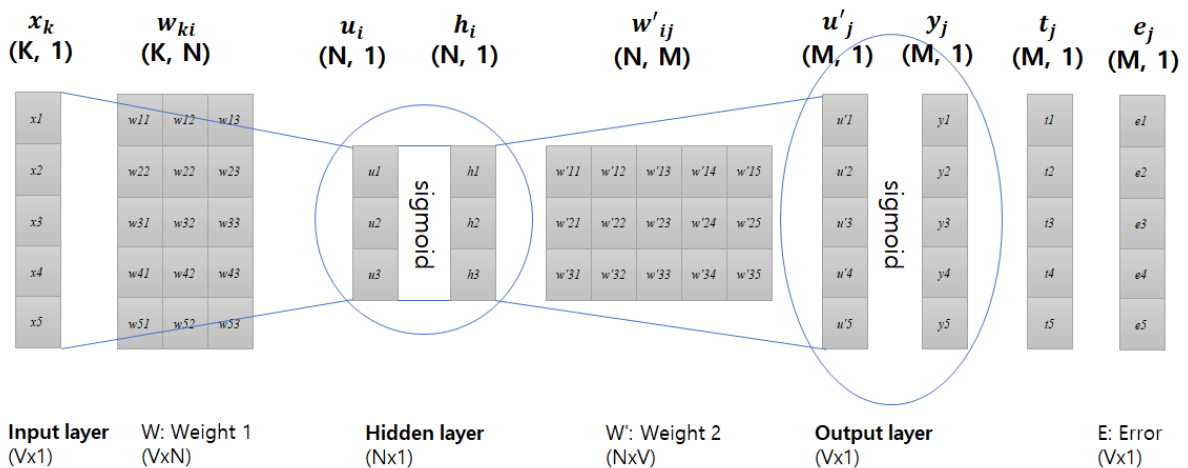 x_k w_ki u_i h_i w'_ij u'_j y_j t_j e_j
(K, 1) (K, N) (N, 1) (N, 1) (N, M) (M, 1) (M, 1) (M, 1) (M, 1)
x1 w11 w12 w13 u'1 y1 t1 e1
x2 w22 w22 w23 u1 h1 w'11 w'12 w'13 w'14 w'15 u'2 y2 t2 e2
x3 w31 w32 w33 u2 sigmoid h2 w'21 w'22 w'23 w'24 w'25 u'3 sigmoid y3 t3 e3
x4 w41 w42 w43 u3 h3 w'31 w'32 w'33 w'34 w'35 u'4 y4 t4 e4
x5 w51 w52 w53 u'5 y5 t5 e5
Input layer W: Weight 1 Hidden layer W': Weight 2 Output layer E: Error
(Vx1) (VxN) (Nx1) (NxV) (Vx1) (Vx1)